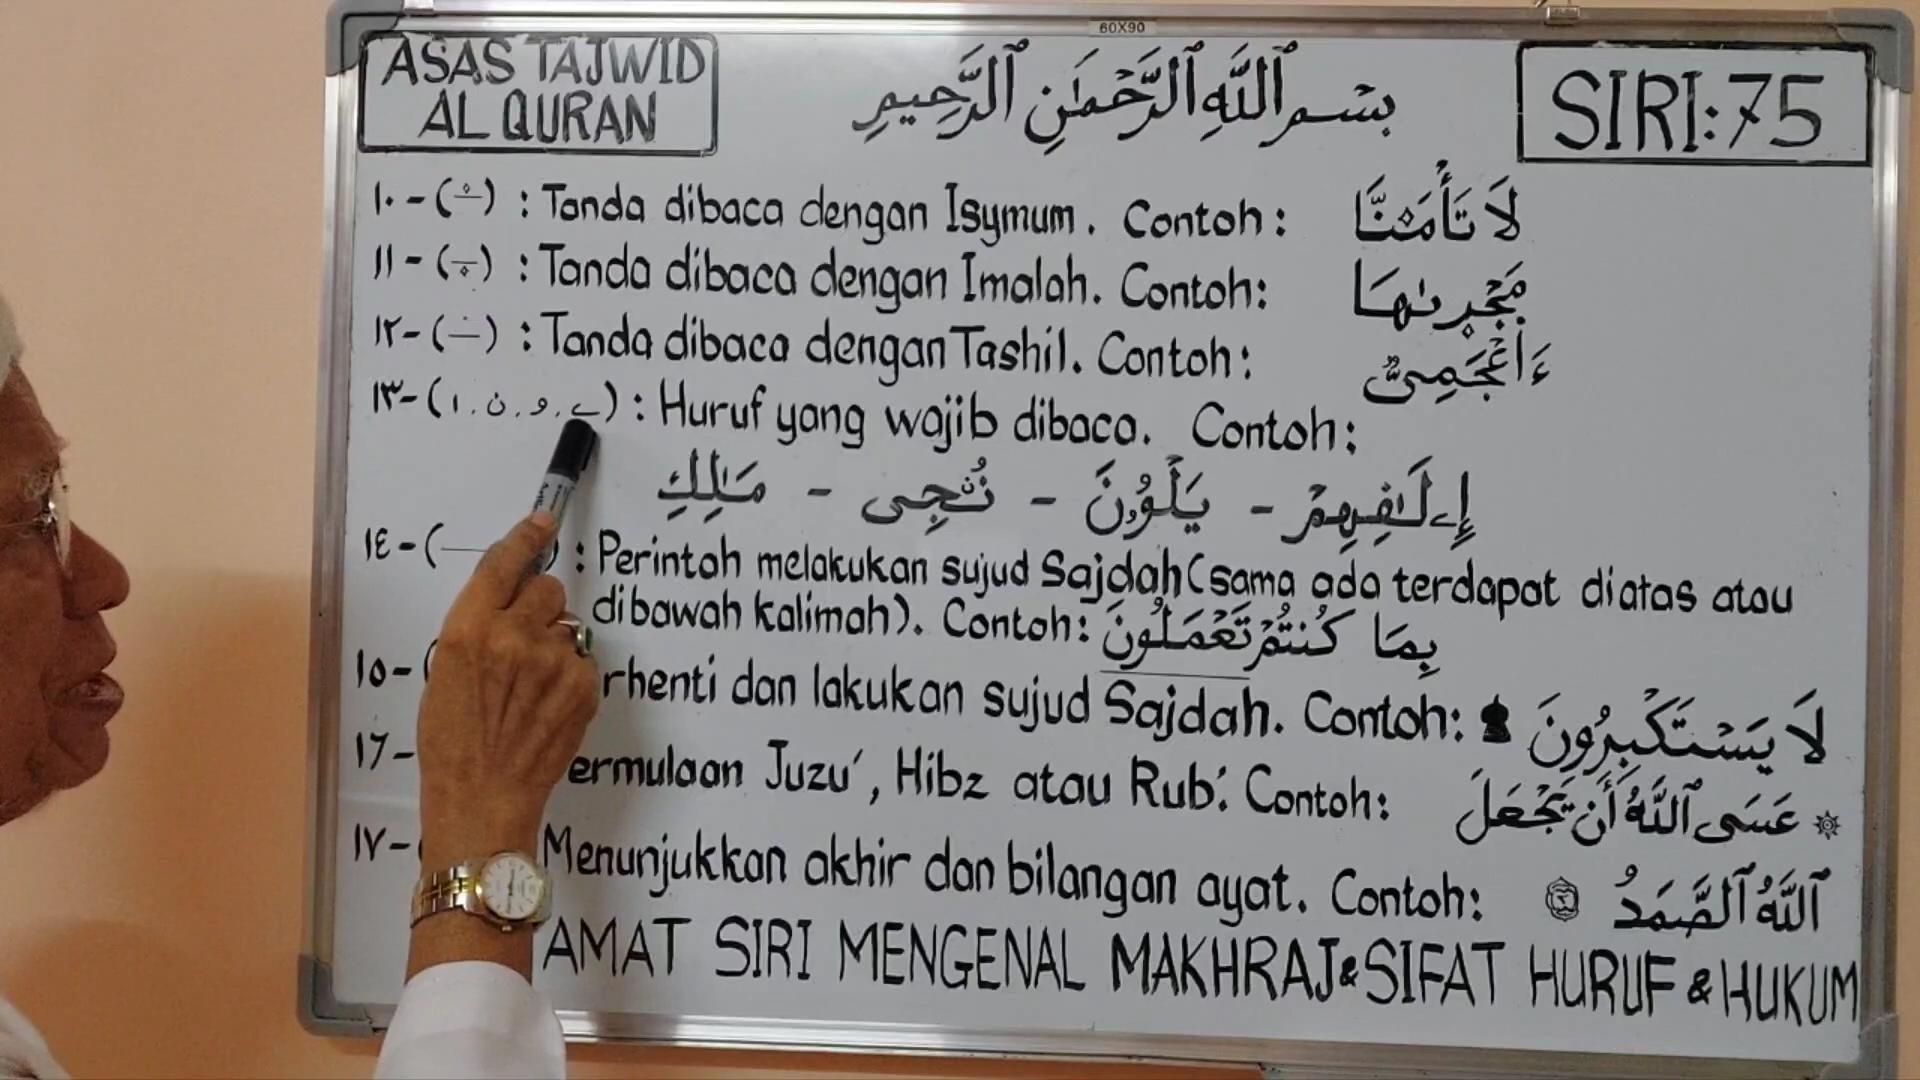 60X90
ASAS TAJWID
AL QURAN
بِسْمِ ٱللَّهِ ٱلرَّحْمَٰنِ ٱلرَّحِيمِ
SIRI:75
١٠-( ) : Tanda dibaca dengan Isymum. Contoh: لَا تَأْمَ۫نَّا
١١-( ) : Tanda dibaca dengan Imalah. Contoh: مَجْر۪ىٰهَا
١٢-( ) : Tanda dibaca dengan Tashil. Contoh: ءَا۬عْجَمِىٌّ
١٣-(ا . ن . و . ے) : Huruf yang wajib dibaca. Contoh:
إِۦلَٰفِهِمْ - يَلْوُۥنَ - نُۨجِى - مَٰلِكِ
١٤-( ) : Perintah melakukan sujud Sajdah (sama ada terdapat diatas atau
dibawah kalimah). Contoh: بِمَا كُنتُمْ تَعْمَلُونَ
١٥-( rhenti dan lakukan sujud Sajdah. Contoh: لَا يَسْتَكْبِرُونَ
١٦- ermulaan Juzu', Hibz atau Rub'. Contoh: ۞ عَسَى ٱللَّهُ أَن يَجْعَلَ
١٧-( Menunjukkan akhir dan bilangan ayat. Contoh: ٱللَّهُ ٱلصَّمَدُ ٢
AMAT SIRI MENGENAL MAKHRAJ & SIFAT HURUF & HUKUM